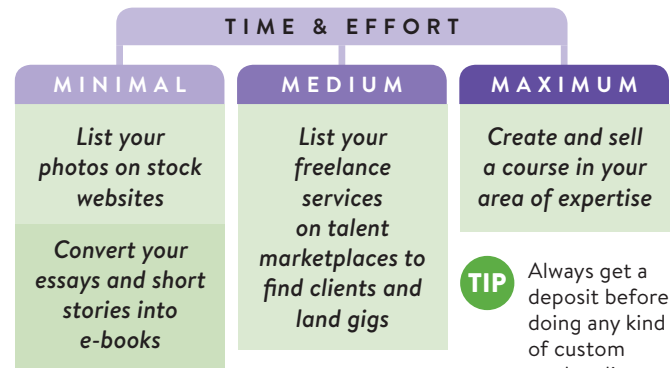 TIME & EFFORT
MINIMAL
List your
photos on stock
websites
Convert your
essays and short
stories into
e-books
MEDIUM
List your
freelance
services
on talent
marketplaces to
find clients and
land gigs
MAXIMUM
Create and sell
a course in your
area of expertise
TIP
Always get a
deposit before
doing any kind
of custom